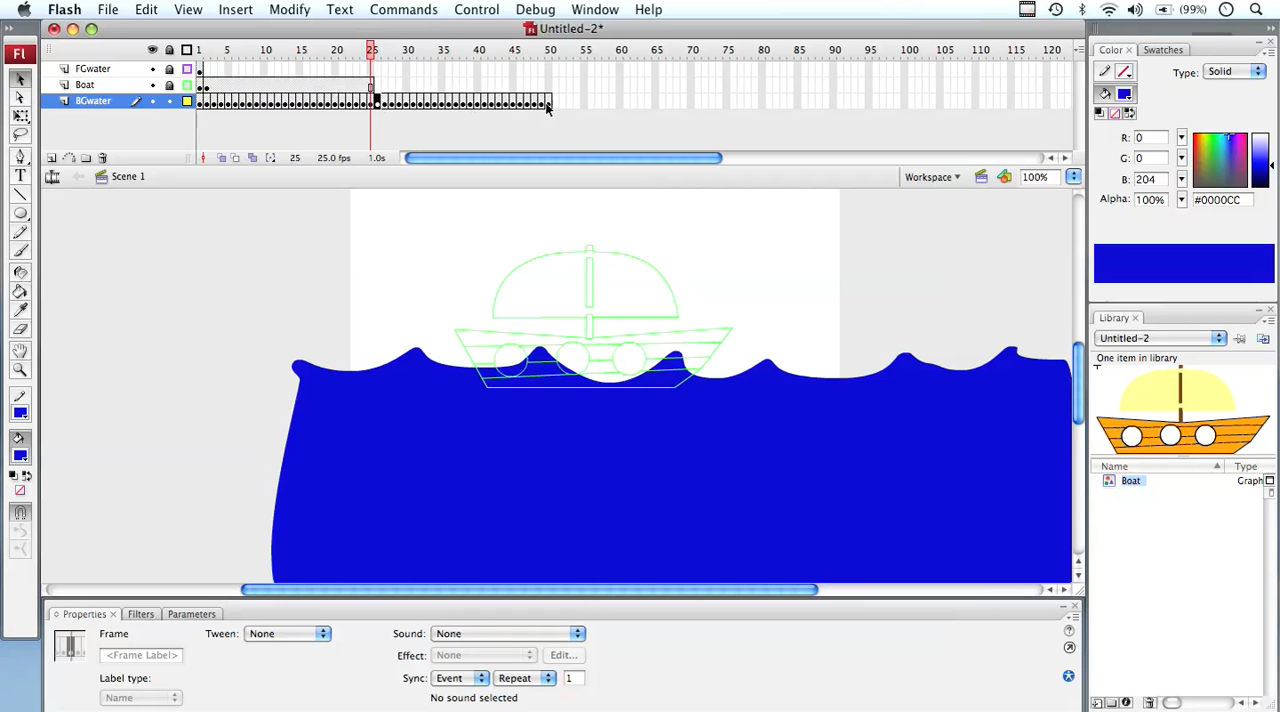 Flash File Edit View Insert Modify Text Commands Control Debug Window Help (99%)
Untitled-2*
Fl
1 5 10 15 20 25 30 35 40 45 50 55 60 65 70 75 80 85 90 95 100 105 110 115 120
FGwater
Boat
BGwater
25 25.0 fps 1.0s
Scene 1
Workspace 100%
Color Swatches
Type: Solid
R: 0
G: 0
B: 204
Alpha: 100% #0000CC
Library
Untitled-2
One item in library
Name Type
Boat Graph
Properties Filters Parameters
Frame Tween: None Sound: None
<Frame Label> Effect: None Edit...
Label type: Sync: Event Repeat 1
Name No sound selected